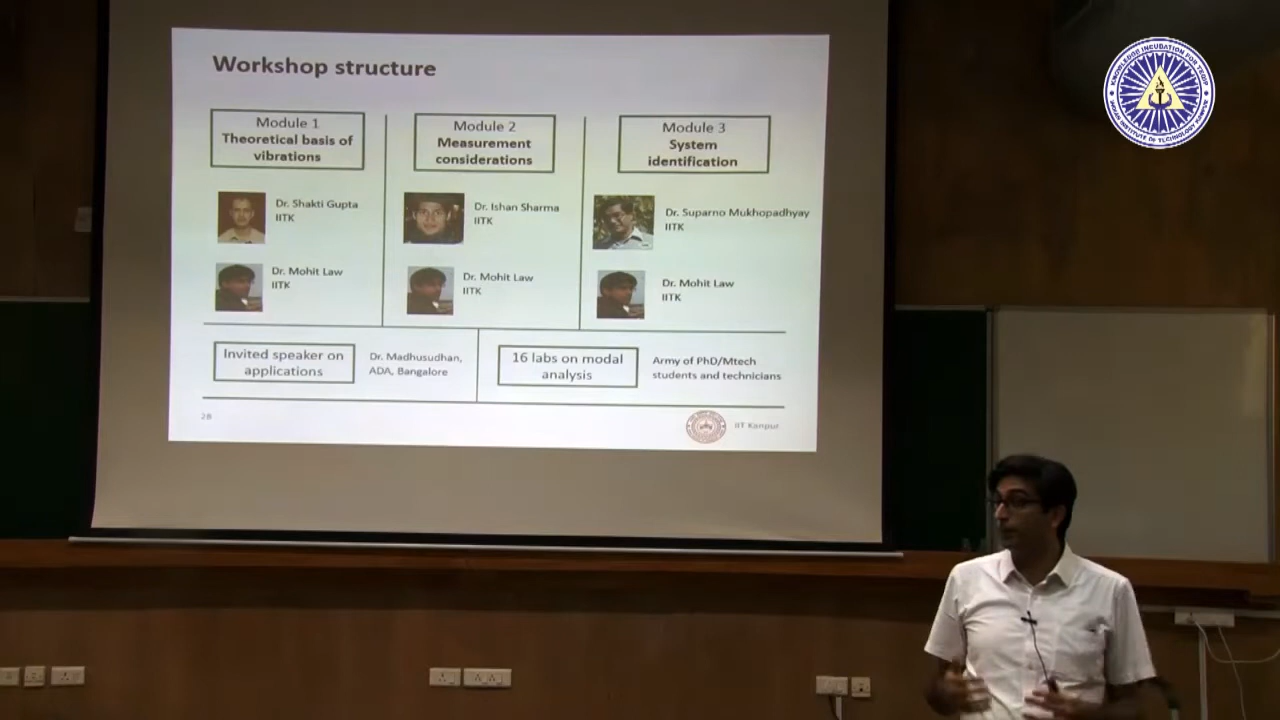 Workshop structure
Module 1
Theoretical basis of
vibrations
Module 2
Measurement
considerations
Module 3
System
identification
Dr. Shakti Gupta
IITK
Dr. Ishan Sharma
IITK
Dr. Suparno Mukhopadhyay
IITK
Dr. Mohit Law
IITK
Dr. Mohit Law
IITK
Dr. Mohit Law
IITK
Invited speaker on
applications
Dr. Madhusudhan,
ADA, Bangalore
16 labs on modal
analysis
Army of PhD/Mtech
students and technicians
28
IIT Kanpur